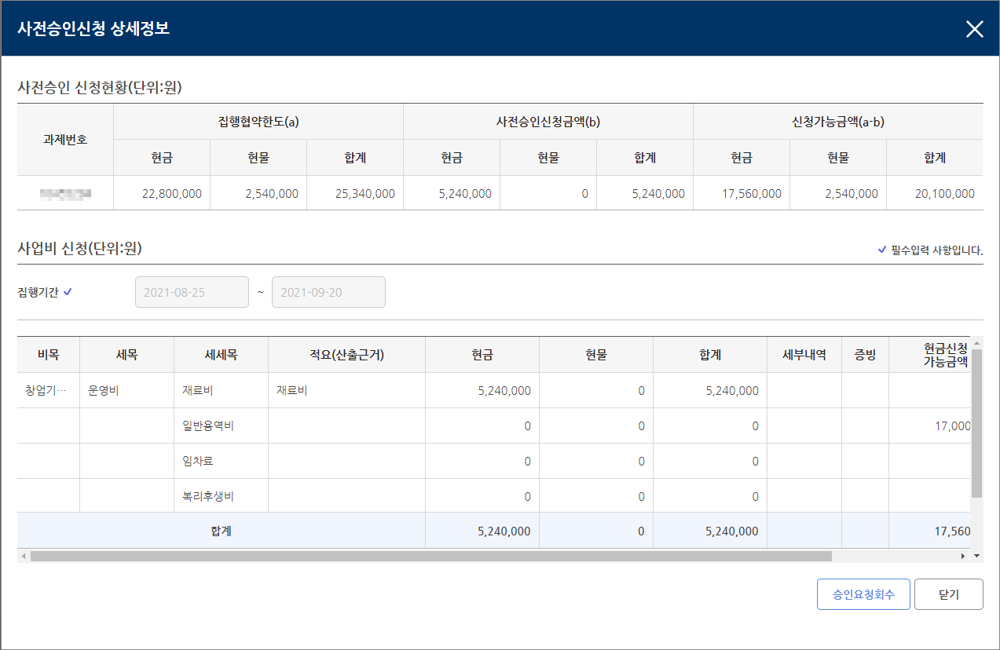 사전승인신청 상세정보
사전승인 신청현황(단위:원)
과제번호 집행협약한도(a) 사전승인신청금액(b) 신청가능금액(a-b)
현금 현물 합계 현금 현물 합계 현금 현물 합계
22,800,000 2,540,000 25,340,000 5,240,000 0 5,240,000 17,560,000 2,540,000 20,100,000
사업비 신청(단위:원)
필수입력 사항입니다.
집행기간 2021-08-25 ~ 2021-09-20
비목 세목 세세목 적요(산출근거) 현금 현물 합계 세부내역 증빙 현금신청
가능금액
창업기… 운영비 재료비 재료비 5,240,000 0 5,240,000
일반용역비 0 0 0 17,000
임차료 0 0 0
복리후생비 0 0 0
합계 5,240,000 0 5,240,000 17,560
승인요청회수 닫기